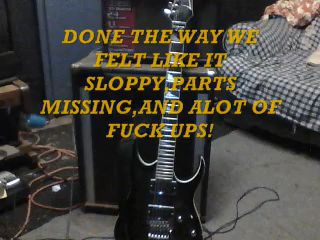 DONE THE WAY WE
FELT LIKE IT
SLOPPY PARTS
MISSING,AND ALOT OF
FUCK UPS!